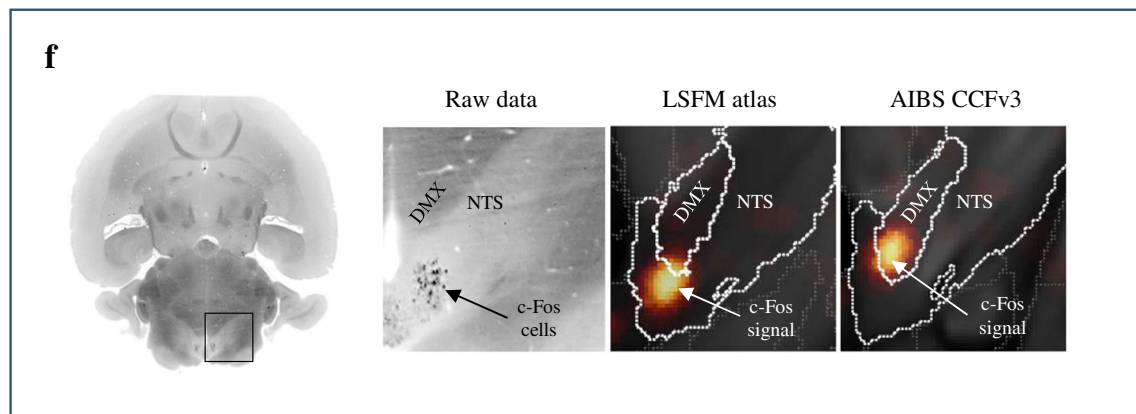 f
Raw data
LSFM atlas
AIBS CCFv3
DMX
NTS
c-Fos
cells
DMX
NTS
c-Fos
signal
DMX
NTS
c-Fos
signal